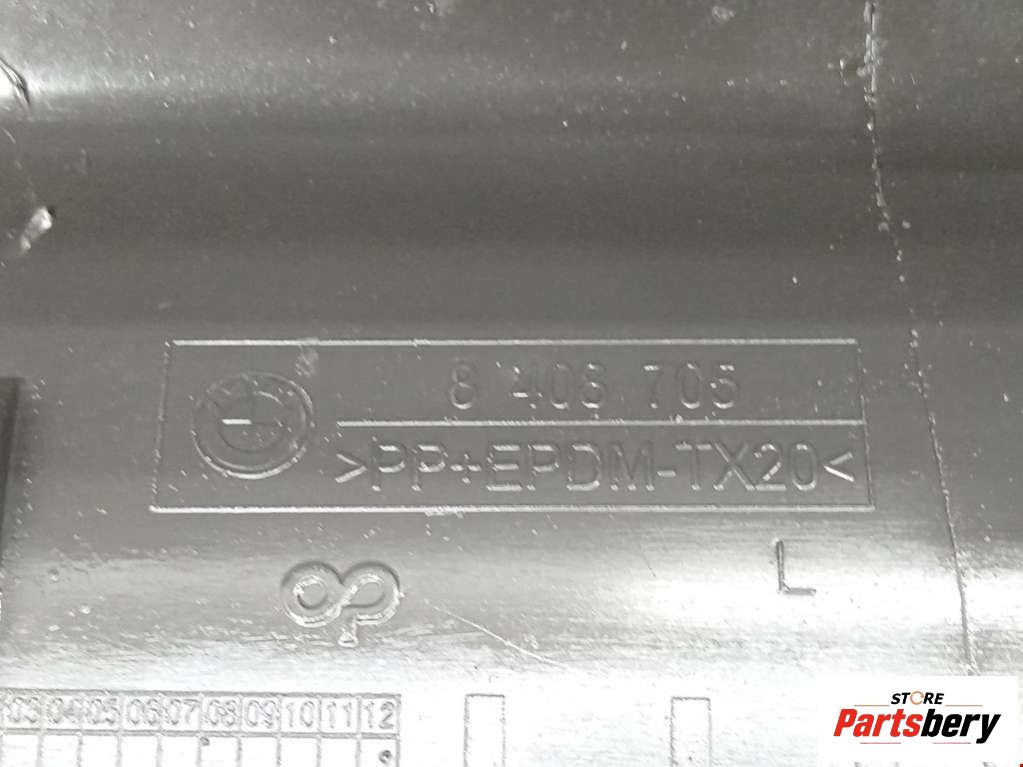 8 408 705
>PP+EPDM-TX20<
L
03 04 05 06 07 08 09 10 11 12
STORE
Partsbery